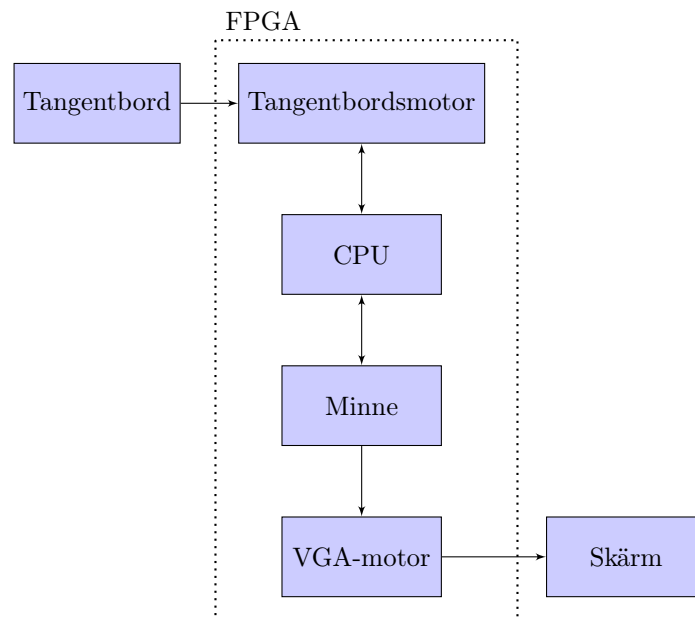 FPGA
Tangentbord
Tangentbordsmotor
CPU
Minne
VGA-motor
Skärm